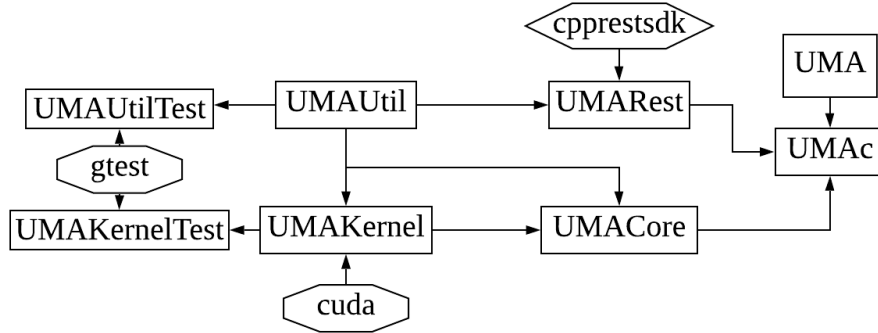 cpprestsdk
UMA
UMAUtilTest
UMAUtil
UMARest
UMAc
gtest
UMAKernelTest
UMAKernel
UMACore
cuda